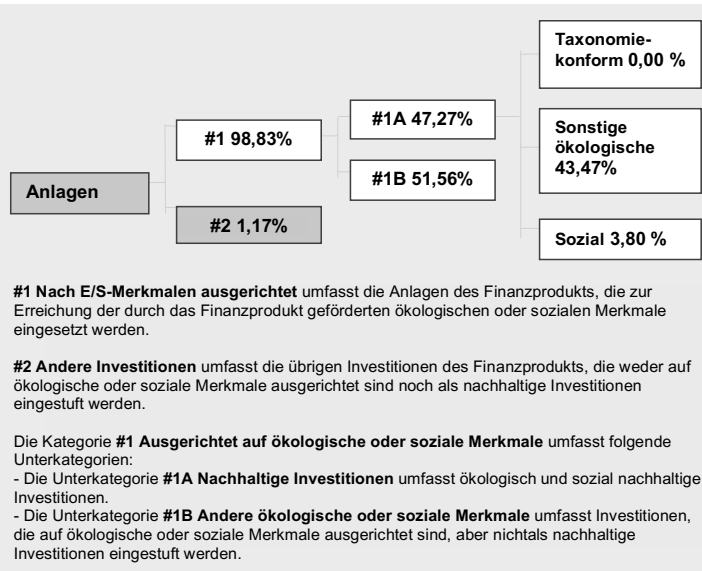 Taxonomie-
konform 0,00 %
#1A 47,27%
#1 98,83%
Sonstige
ökologische
43,47%
#1B 51,56%
Anlagen
#2 1,17%
Sozial 3,80 %
#1 Nach E/S-Merkmalen ausgerichtet umfasst die Anlagen des Finanzprodukts, die zur
Erreichung der durch das Finanzprodukt geförderten ökologischen oder sozialen Merkmale
eingesetzt werden.
#2 Andere Investitionen umfasst die übrigen Investitionen des Finanzprodukts, die weder auf
ökologische oder soziale Merkmale ausgerichtet sind noch als nachhaltige Investitionen
eingestuft werden.
Die Kategorie #1 Ausgerichtet auf ökologische oder soziale Merkmale umfasst folgende
Unterkategorien:
- Die Unterkategorie #1A Nachhaltige Investitionen umfasst ökologisch und sozial nachhaltige
Investitionen.
- Die Unterkategorie #1B Andere ökologische oder soziale Merkmale umfasst Investitionen,
die auf ökologische oder soziale Merkmale ausgerichtet sind, aber nichtals nachhaltige
Investitionen eingestuft werden.